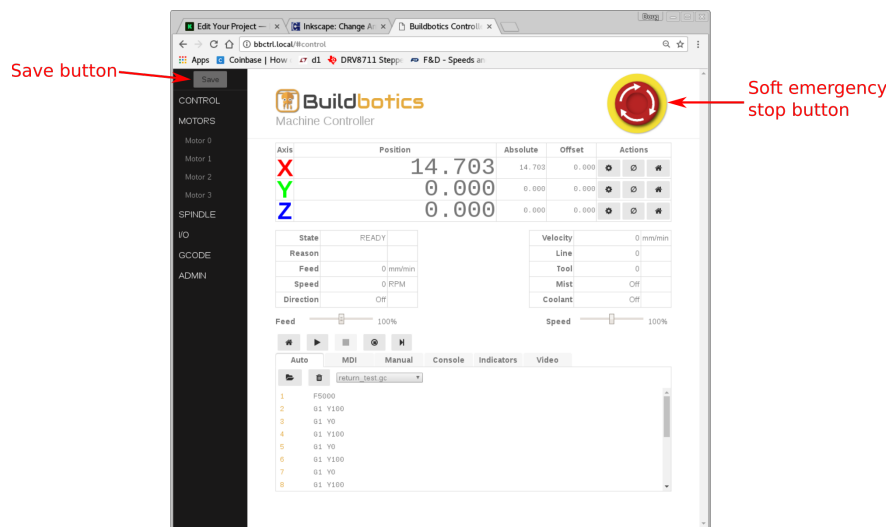 Borg
Edit Your Project —
Inkscape: Change Ar
Buildbotics Controlle
bbctrl.local/#control
Apps
Coinbase | How
d1
DRV8711 Steppe
F&D - Speeds an
Save button
Save
CONTROL
MOTORS
Motor 0
Motor 1
Motor 2
Motor 3
SPINDLE
I/O
GCODE
ADMIN
Buildbotics
Machine Controller
Soft emergency
stop button
Axis Position Absolute Offset Actions
X 14.703 14.703 0.000
Y 0.000 0.000 0.000
Z 0.000 0.000 0.000
State READY
Reason
Feed 0 mm/min
Speed 0 RPM
Direction Off
Velocity 0 mm/min
Line 0
Tool 0
Mist Off
Coolant Off
Feed 100% Speed 100%
Auto MDI Manual Console Indicators Video
return_test.gc
1 F5000
2 G1 Y100
3 G1 Y0
4 G1 Y100
5 G1 Y0
6 G1 Y100
7 G1 Y0
8 G1 Y100